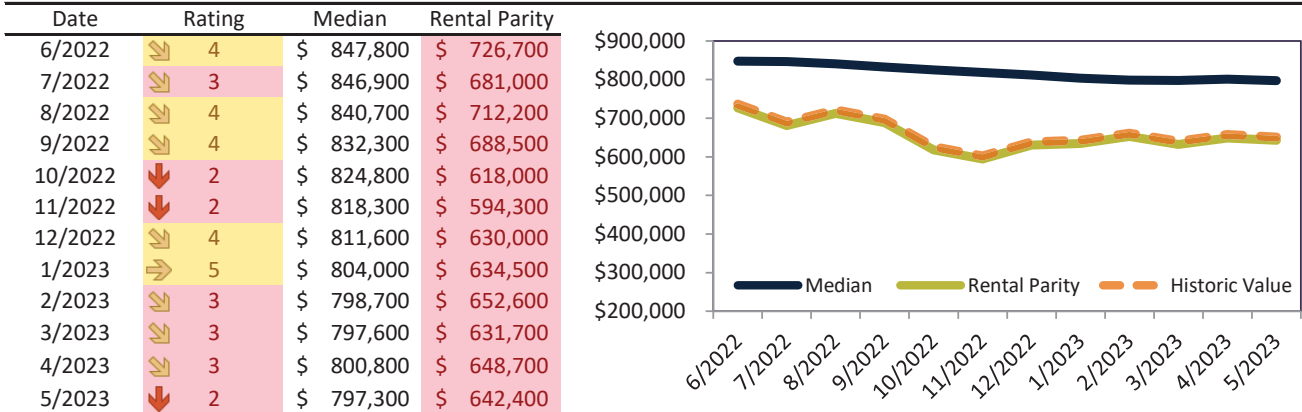 Date Rating Median Rental Parity
6/2022 4 $ 847,800 $ 726,700
7/2022 3 $ 846,900 $ 681,000
8/2022 4 $ 840,700 $ 712,200
9/2022 4 $ 832,300 $ 688,500
10/2022 2 $ 824,800 $ 618,000
11/2022 2 $ 818,300 $ 594,300
12/2022 4 $ 811,600 $ 630,000
1/2023 5 $ 804,000 $ 634,500
2/2023 3 $ 798,700 $ 652,600
3/2023 3 $ 797,600 $ 631,700
4/2023 3 $ 800,800 $ 648,700
5/2023 2 $ 797,300 $ 642,400
$900,000
$800,000
$700,000
$600,000
$500,000
$400,000
$300,000
$200,000
Median Rental Parity Historic Value
6/2022 7/2022 8/2022 9/2022 10/2022 11/2022 12/2022 1/2023 2/2023 3/2023 4/2023 5/2023